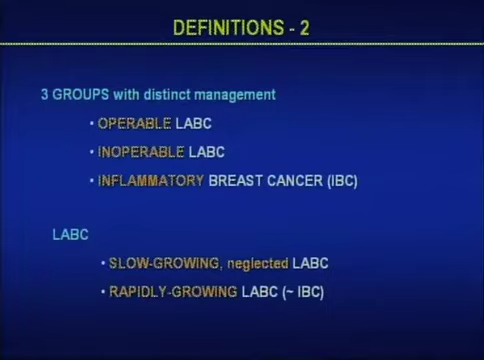 DEFINITIONS - 2
3 GROUPS with distinct management
• OPERABLE LABC
• INOPERABLE LABC
• INFLAMMATORY BREAST CANCER (IBC)
LABC
• SLOW-GROWING, neglected LABC
• RAPIDLY-GROWING LABC (~ IBC)